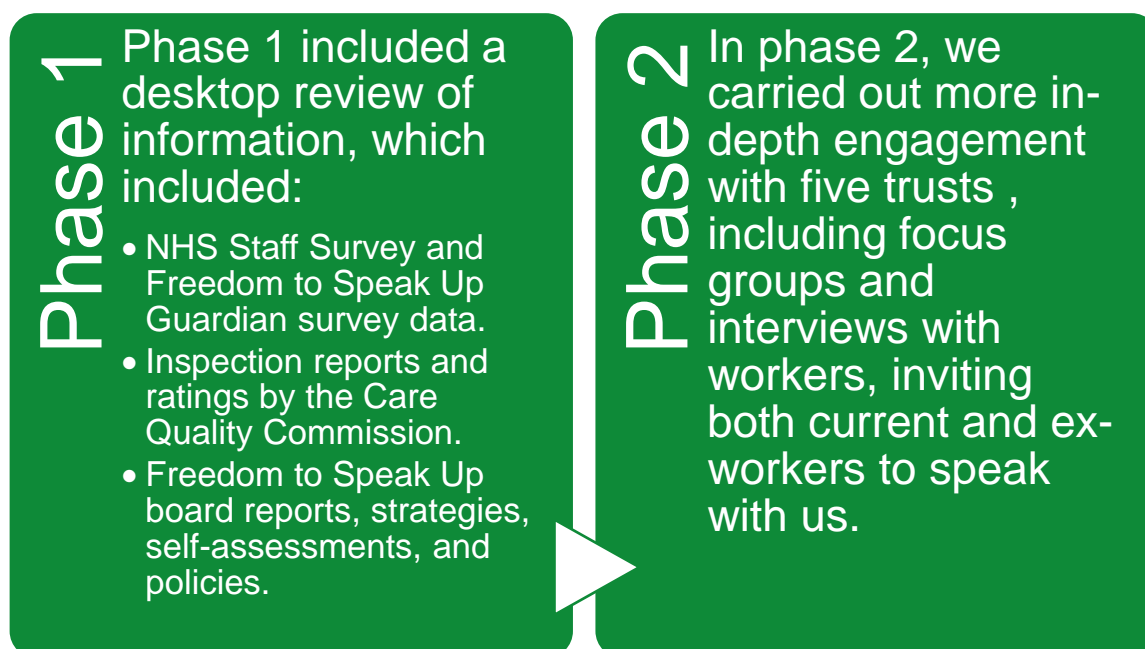 Phase 1
Phase 1 included a
desktop review of
information, which
included:
• NHS Staff Survey and
Freedom to Speak Up
Guardian survey data.
• Inspection reports and
ratings by the Care
Quality Commission.
• Freedom to Speak Up
board reports, strategies,
self-assessments, and
policies.
Phase 2
In phase 2, we
carried out more in-
depth engagement
with five trusts ,
including focus
groups and
interviews with
workers, inviting
both current and ex-
workers to speak
with us.